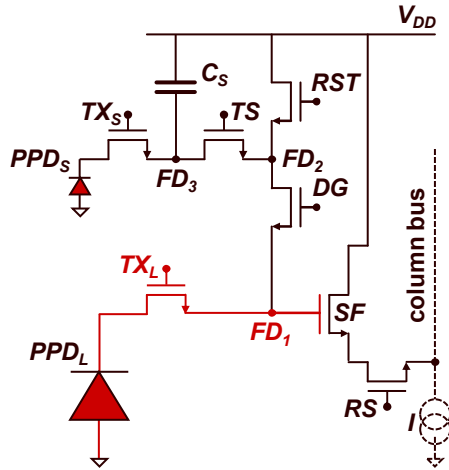 V_DD
C_S
RST
TX_S
TS
PPD_S
FD_3
FD_2
DG
TX_L
FD_1
SF
PPD_L
RS
I
column bus